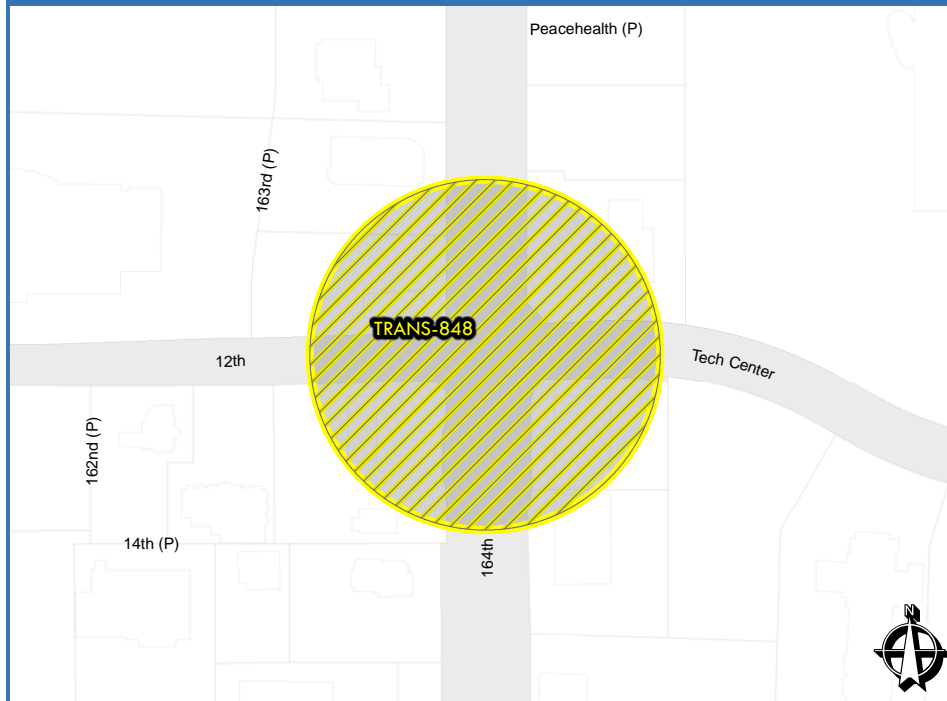 Peacehealth (P)
163rd (P)
TRANS-848
12th
Tech Center
162nd (P)
14th (P)
164th
N